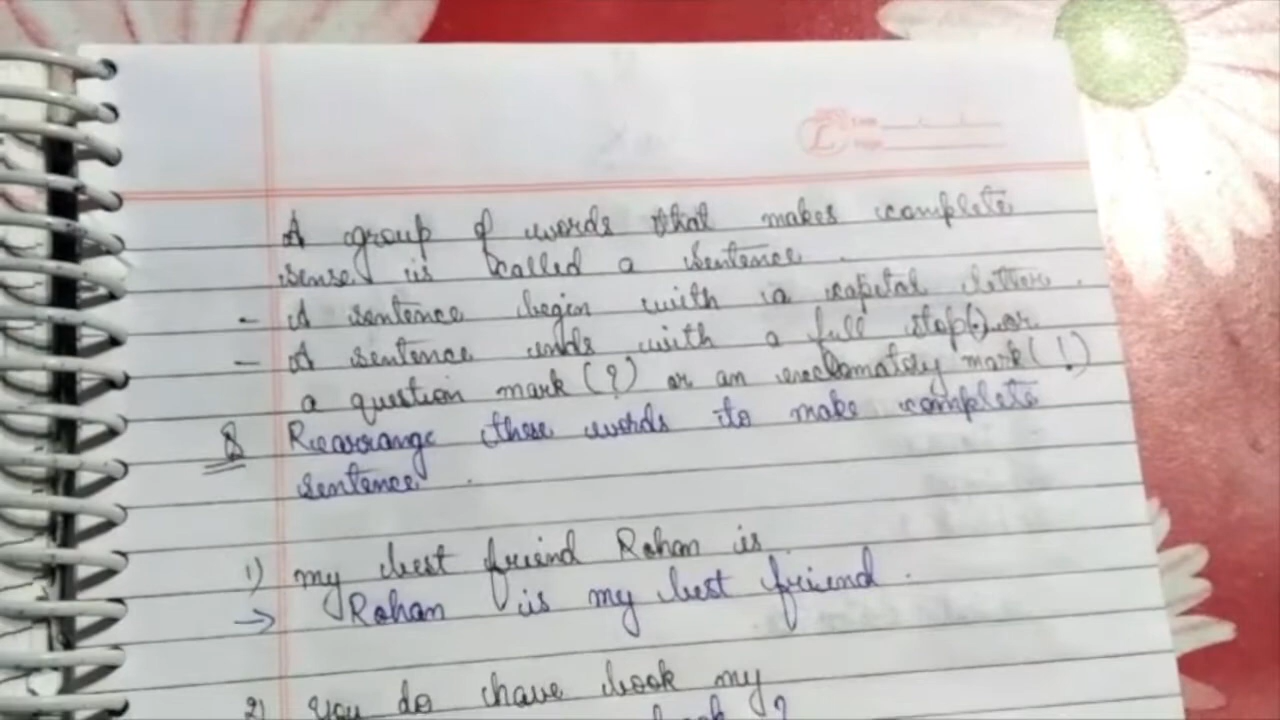 A group of words that makes complete
sense is called a sentence .
- A sentence begin with a capital letter .
- A sentence ends with a full stop(.) or
a question mark (?) or an exclamatory mark (!)
Q Rearrange these words to make complete
sentence .
1) my best friend Rohan is
→ Rohan is my best friend .
2) You do have book my
book ?